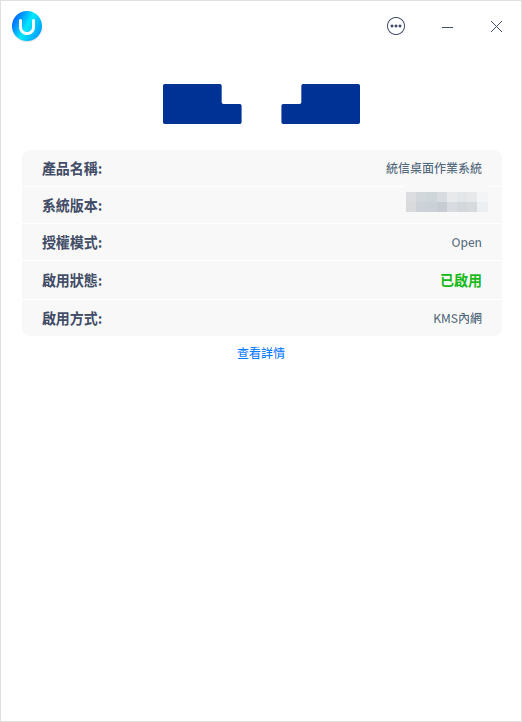 產品名稱: 統信桌面作業系統
系統版本:
授權模式: Open
啟用狀態: 已啟用
啟用方式: KMS內網
查看詳情